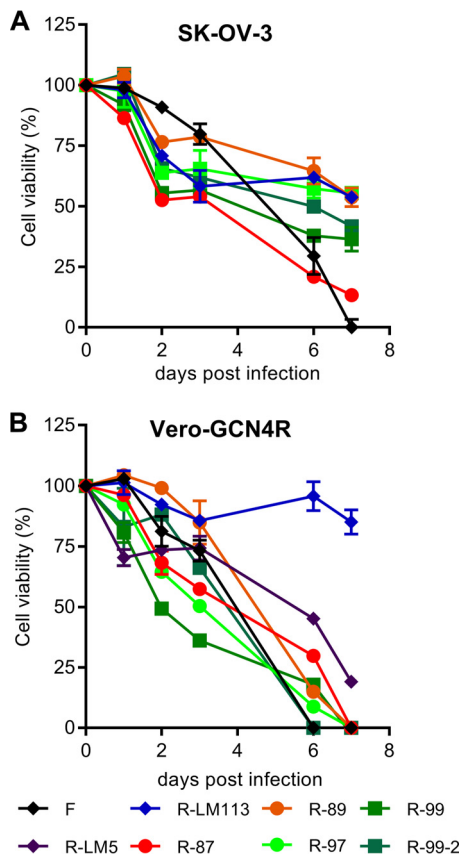 A
SK-OV-3
125
100
75
50
25
0
Cell viability (%)
0 2 4 6 8
days post infection
B
Vero-GCN4R
125
100
75
50
25
0
Cell viability (%)
0 2 4 6 8
days post infection
F R-LM113 R-89 R-99
R-LM5 R-87 R-97 R-99-2